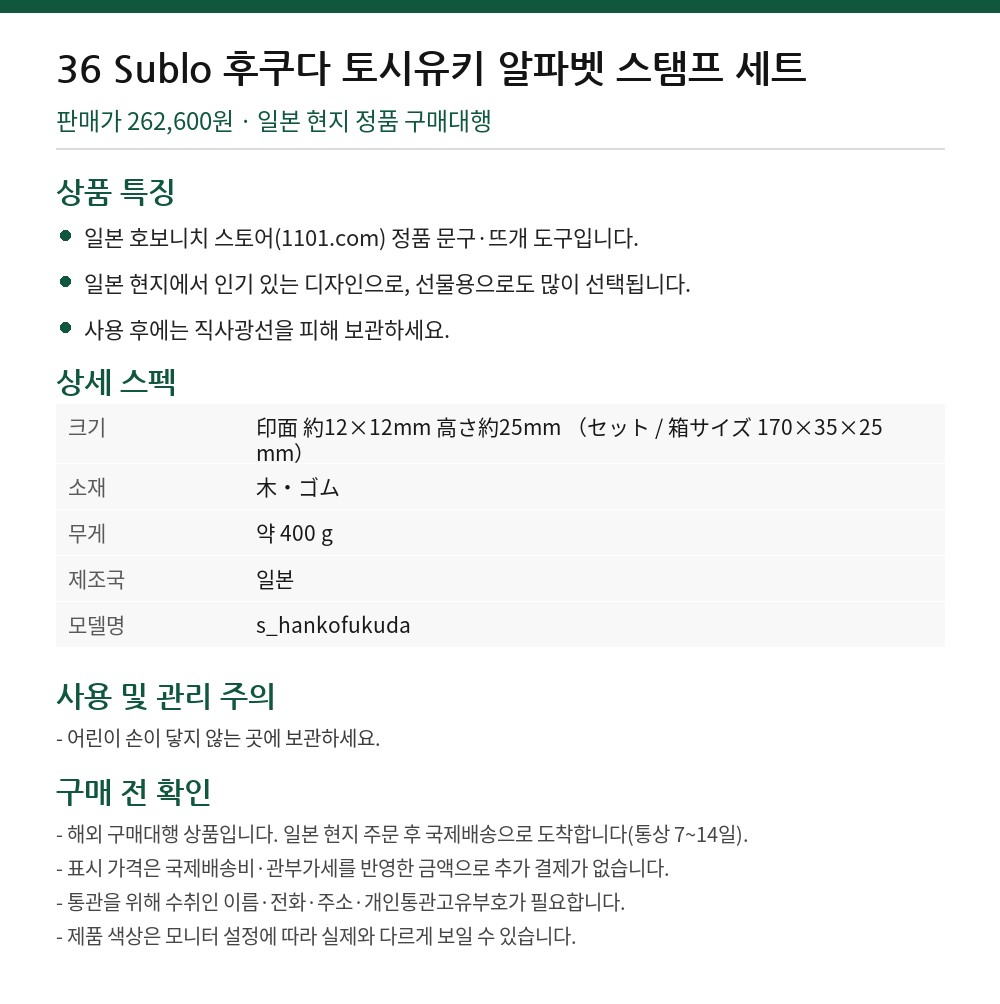 36 Sublo 후쿠다 토시유키 알파벳 스탬프 세트
판매가 262,600원 · 일본 현지 정품 구매대행
상품 특징
일본 호보니치 스토어(1101.com) 정품 문구·뜨개 도구입니다.
일본 현지에서 인기 있는 디자인으로, 선물용으로도 많이 선택됩니다.
사용 후에는 직사광선을 피해 보관하세요.
상세 스펙
크기 印面 約12×12mm 高さ約25mm （セット / 箱サイズ 170×35×25
mm）
소재 木・ゴム
무게 약 400 g
제조국 일본
모델명 s_hankofukuda
사용 및 관리 주의
- 어린이 손이 닿지 않는 곳에 보관하세요.
구매 전 확인
- 해외 구매대행 상품입니다. 일본 현지 주문 후 국제배송으로 도착합니다(통상 7~14일).
- 표시 가격은 국제배송비·관부가세를 반영한 금액으로 추가 결제가 없습니다.
- 통관을 위해 수취인 이름·전화·주소·개인통관고유부호가 필요합니다.
- 제품 색상은 모니터 설정에 따라 실제와 다르게 보일 수 있습니다.